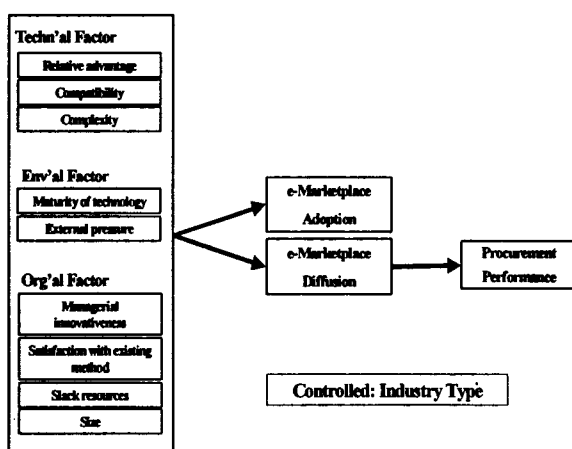 Techn'al Factor
Relative advantage
Compatibility
Complexity
Env'al Factor
Maturity of technology
External pressure
Org'al Factor
Managerial
innovativeness
Satisfaction with existing
method
Slack resources
Size
e-Marketplace
Adoption
e-Marketplace
Diffusion
Procurement
Performance
Controlled: Industry Type